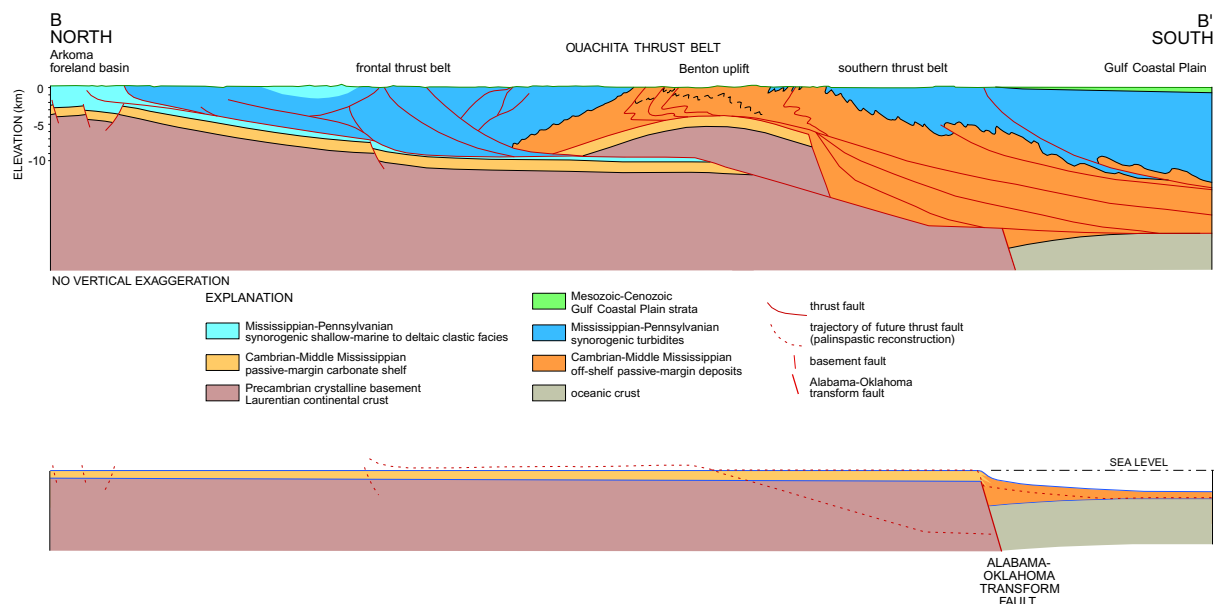 B
NORTH
B'
SOUTH
OUACHITA THRUST BELT
Arkoma
foreland basin
frontal thrust belt
Benton uplift
southern thrust belt
Gulf Coastal Plain
ELEVATION (km)
0
-5
-10
NO VERTICAL EXAGGERATION
EXPLANATION
Mississippian-Pennsylvanian
synorogenic shallow-marine to deltaic clastic facies
Cambrian-Middle Mississippian
passive-margin carbonate shelf
Precambrian crystalline basement
Laurentian continental crust
Mesozoic-Cenozoic
Gulf Coastal Plain strata
Mississippian-Pennsylvanian
synorogenic turbidites
Cambrian-Middle Mississippian
off-shelf passive-margin deposits
oceanic crust
thrust fault
trajectory of future thrust fault
(palinspastic reconstruction)
basement fault
Alabama-Oklahoma
transform fault
SEA LEVEL
ALABAMA-
OKLAHOMA
TRANSFORM
FAULT